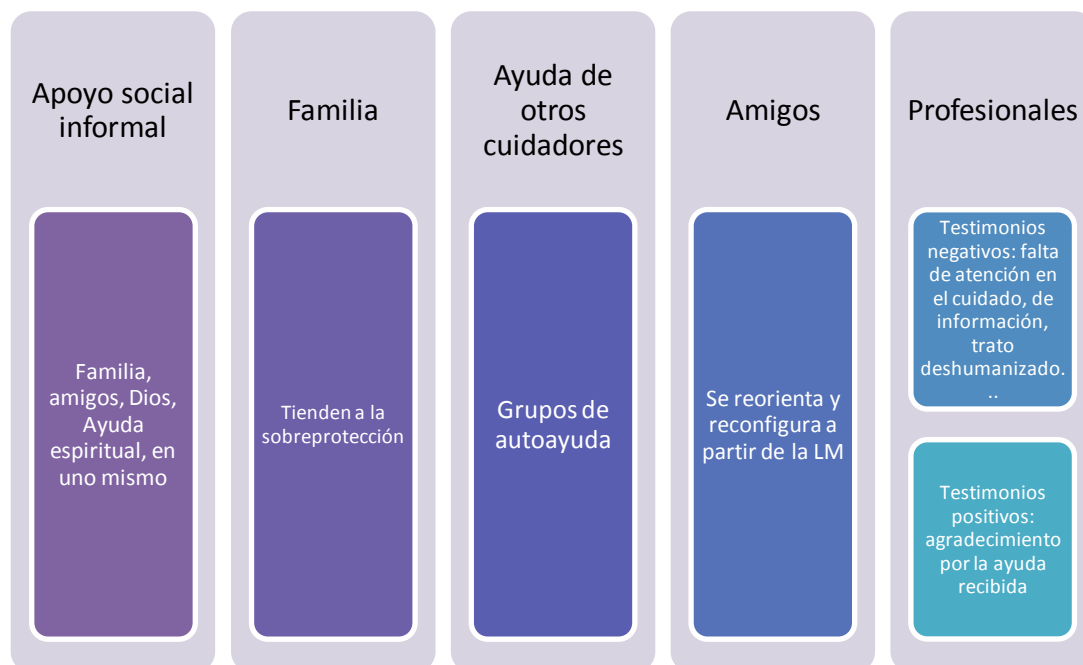 Apoyo social
informal
Familia,
amigos, Dios,
Ayuda
espiritual, en
uno mismo
Familia
Tienden a la
sobreprotección
Ayuda de
otros
cuidadores
Grupos de
autoayuda
Amigos
Se reorienta y
reconfigura a
partir de la LM
Profesionales
Testimonios
negativos: falta
de atención en
el cuidado, de
información,
trato
deshumanizado.
..
Testimonios
positivos:
agradecimiento
por la ayuda
recibida